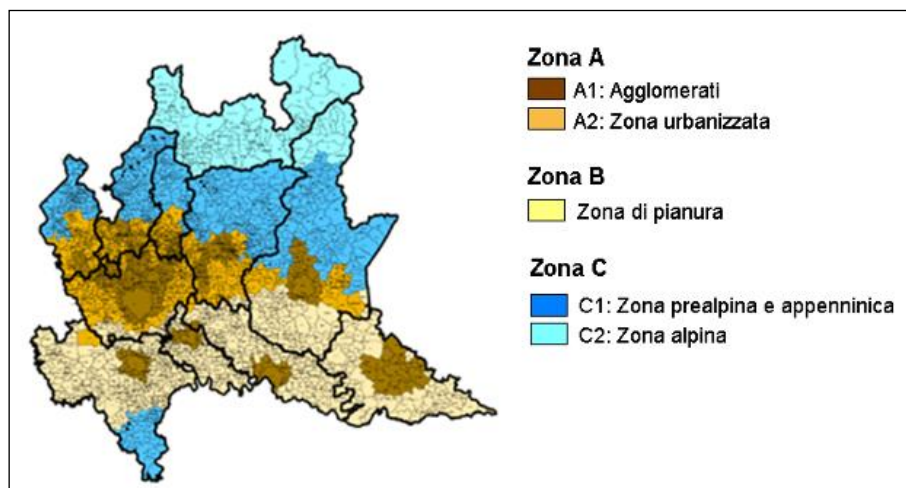 Zona A
A1: Agglomerati
A2: Zona urbanizzata
Zona B
Zona di pianura
Zona C
C1: Zona prealpina e appenninica
C2: Zona alpina